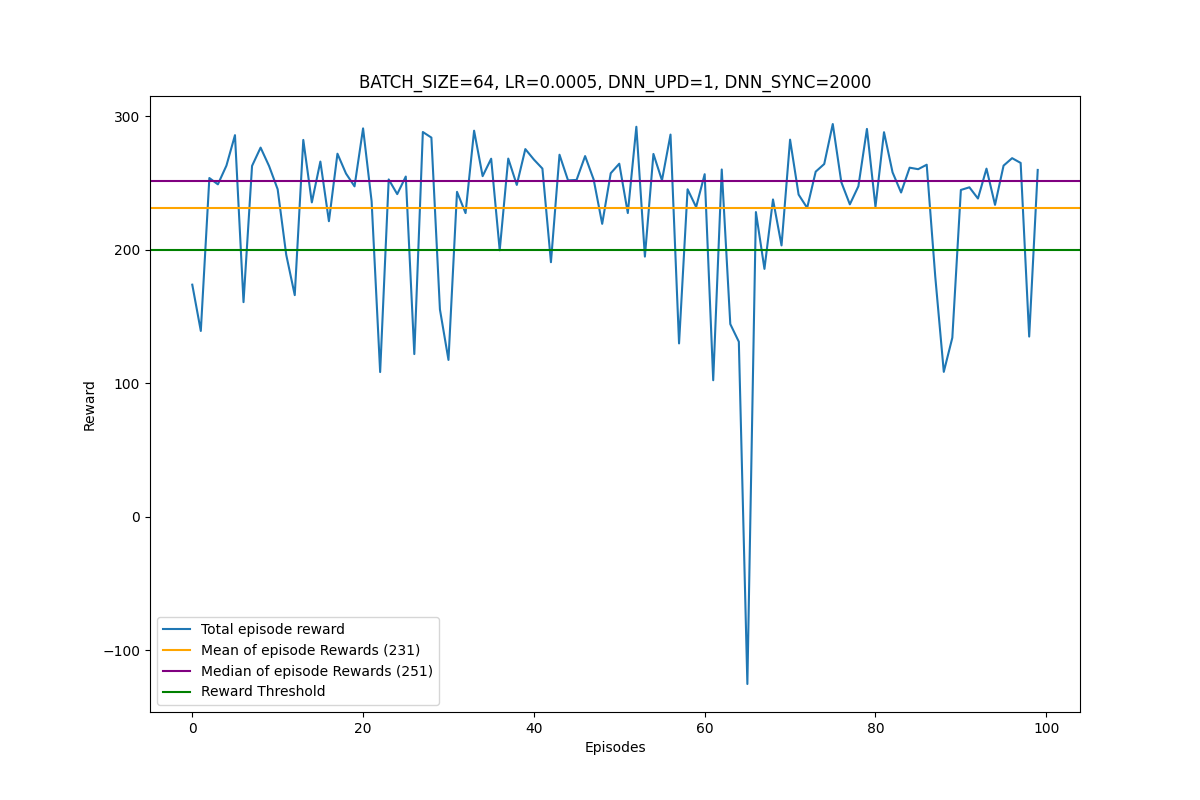 BATCH_SIZE=64, LR=0.0005, DNN_UPD=1, DNN_SYNC=2000
300
200
100
0
−100
Reward
Total episode reward
Mean of episode Rewards (231)
Median of episode Rewards (251)
Reward Threshold
0 20 40 60 80 100
Episodes